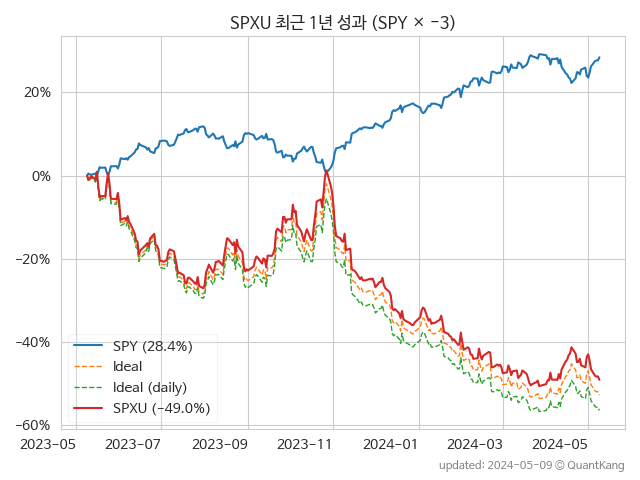 SPXU 최근 1년 성과 (SPY × −3)
20%
0%
−20%
−40%
−60%
SPY (28.4%)
Ideal
Ideal (daily)
SPXU (−49.0%)
2023-05
2023-07
2023-09
2023-11
2024-01
2024-03
2024-05
updated: 2024-05-09 © QuantKang